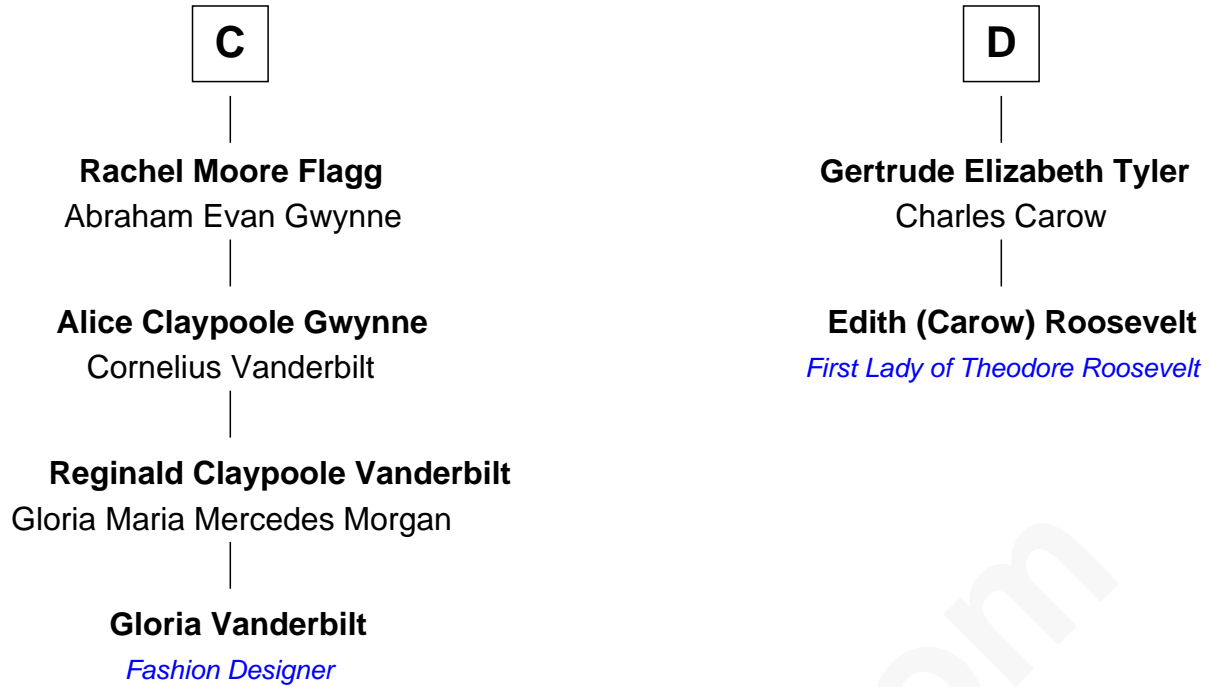 C
Rachel Moore Flagg
Abraham Evan Gwynne
Alice Claypoole Gwynne
Cornelius Vanderbilt
Reginald Claypoole Vanderbilt
Gloria Maria Mercedes Morgan
Gloria Vanderbilt
Fashion Designer
D
Gertrude Elizabeth Tyler
Charles Carow
Edith (Carow) Roosevelt
First Lady of Theodore Roosevelt
om